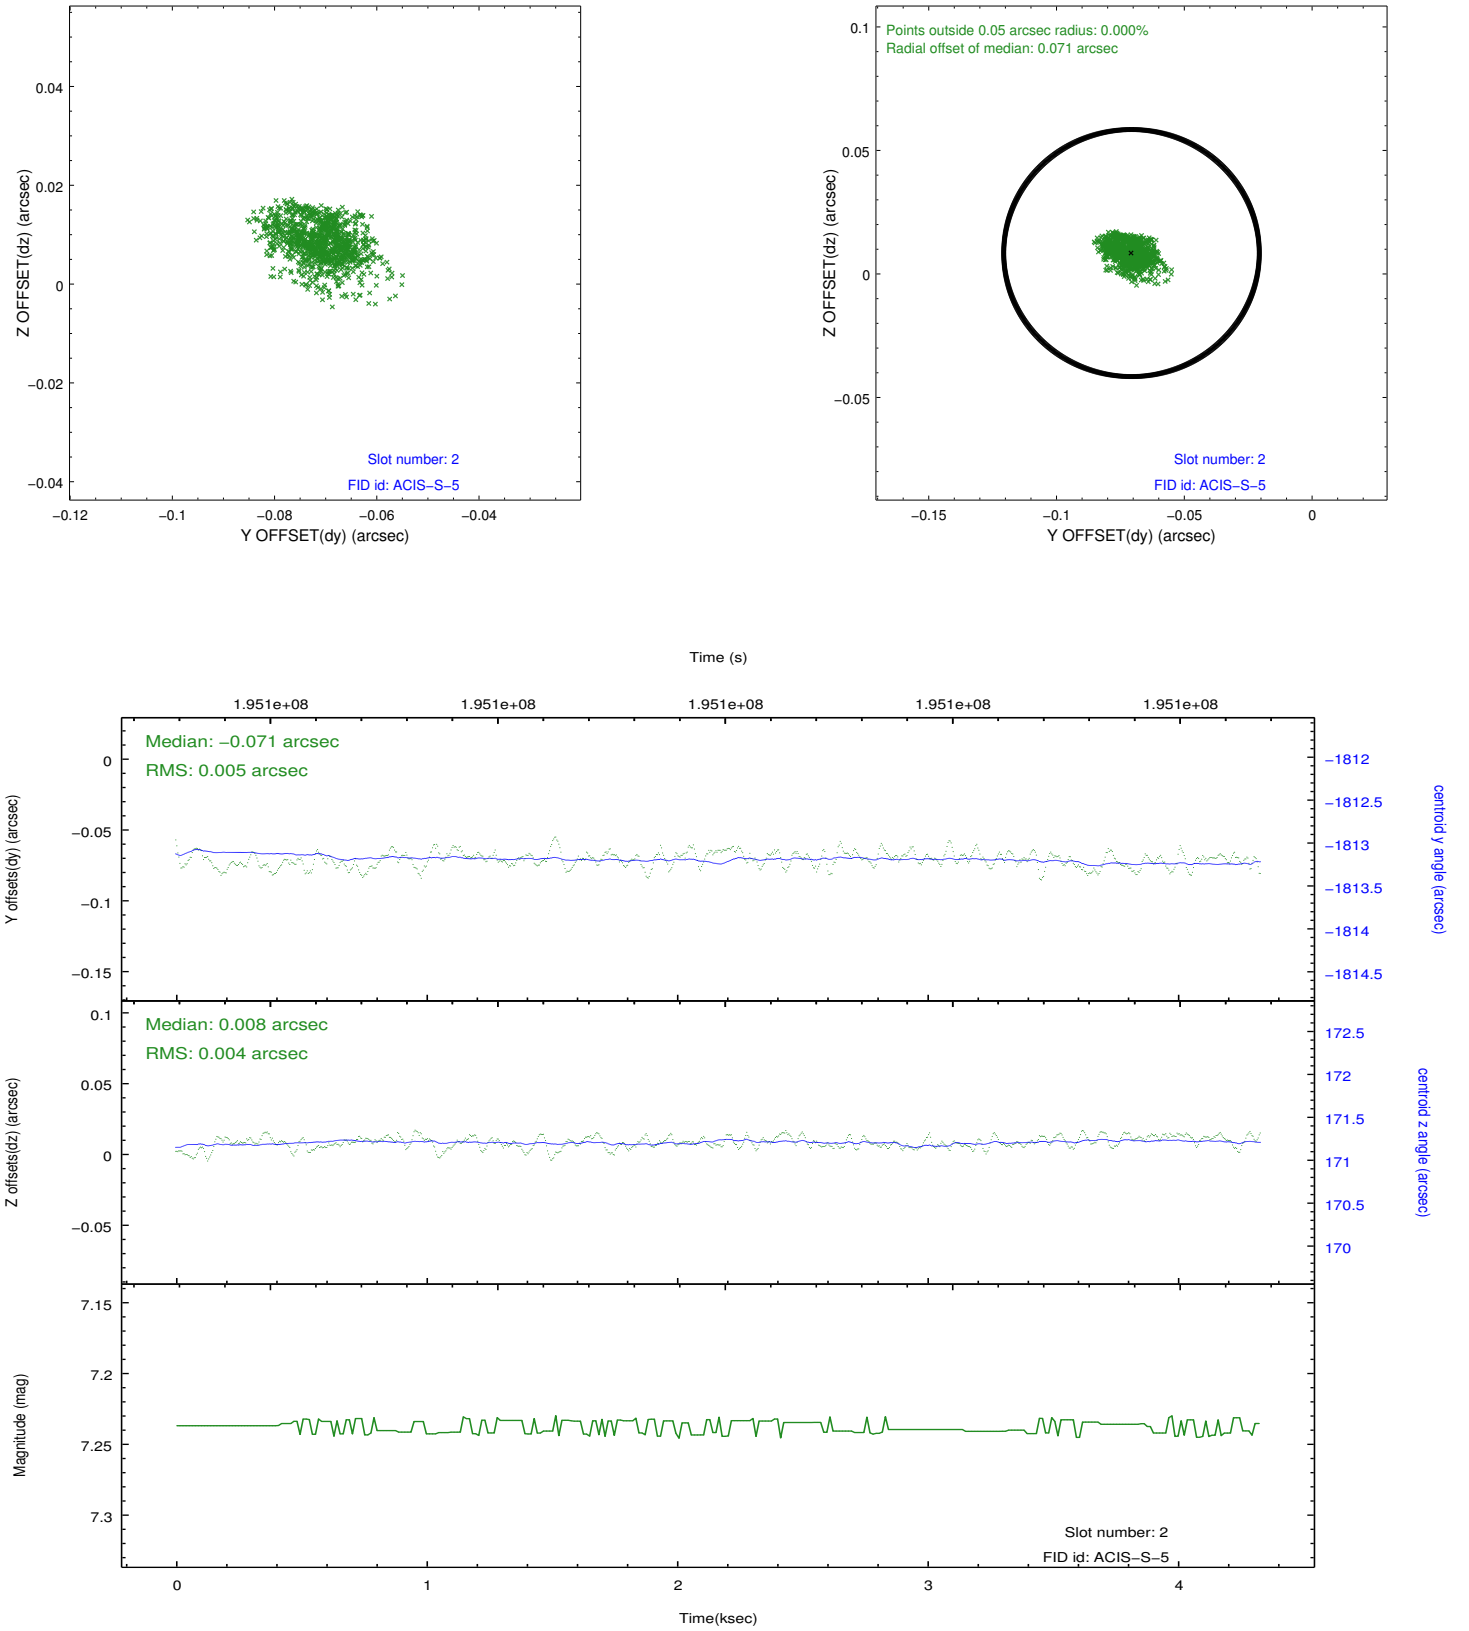 0.04
0.02
0
−0.02
−0.04
−0.12
−0.1
−0.08
−0.06
−0.04
Z OFFSET(dz) (arcsec)
Y OFFSET(dy) (arcsec)
Slot number: 2
FID id: ACIS−S−5
Points outside 0.05 arcsec radius: 0.000%
Radial offset of median: 0.071 arcsec
0.1
0.05
0
−0.05
−0.15
−0.1
−0.05
0
Z OFFSET(dz) (arcsec)
Y OFFSET(dy) (arcsec)
Slot number: 2
FID id: ACIS−S−5
Time (s)
1.951e+08
1.951e+08
1.951e+08
1.951e+08
1.951e+08
Median: −0.071 arcsec
RMS: 0.005 arcsec
0
−0.05
−0.1
−0.15
Y offsets(dy) (arcsec)
−1812
−1812.5
−1813
−1813.5
−1814
−1814.5
centroid y angle (arcsec)
Median: 0.008 arcsec
RMS: 0.004 arcsec
0.1
0.05
0
−0.05
Z offsets(dz) (arcsec)
172.5
172
171.5
171
170.5
170
centroid z angle (arcsec)
7.15
7.2
7.25
7.3
Magnitude (mag)
Slot number: 2
FID id: ACIS−S−5
0
1
2
3
4
Time(ksec)